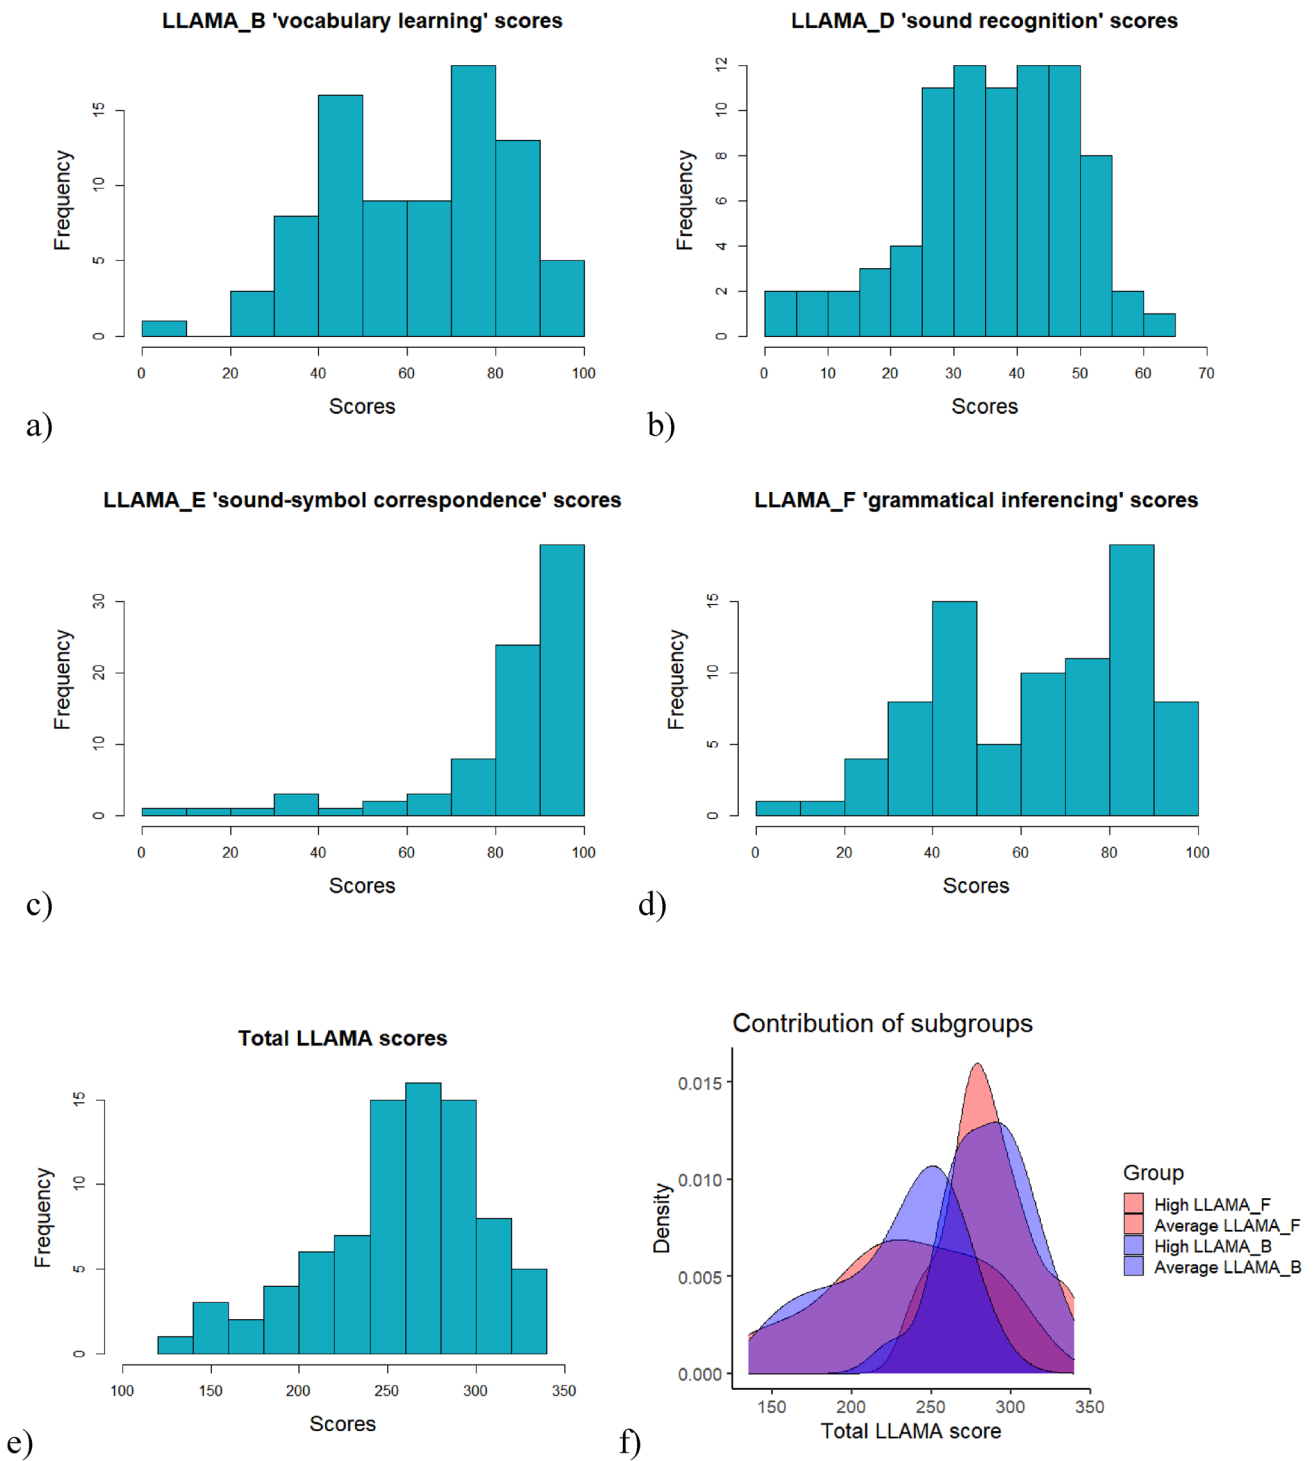 LLAMA_B 'vocabulary learning' scores
Frequency
0 5 10 15
0 20 40 60 80 100
Scores
a)
LLAMA_D 'sound recognition' scores
Frequency
0 2 4 6 8 10 12
0 10 20 30 40 50 60 70
Scores
b)
LLAMA_E 'sound-symbol correspondence' scores
Frequency
0 10 20 30
0 20 40 60 80 100
Scores
c)
LLAMA_F 'grammatical inferencing' scores
Frequency
0 5 10 15
0 20 40 60 80 100
Scores
d)
Total LLAMA scores
Frequency
0 5 10 15
100 150 200 250 300 350
Scores
e)
Contribution of subgroups
Density
0.015
0.010
0.005
0.000
150 200 250 300 350
Total LLAMA score
Group
High LLAMA_F
Average LLAMA_F
High LLAMA_B
Average LLAMA_B
f)